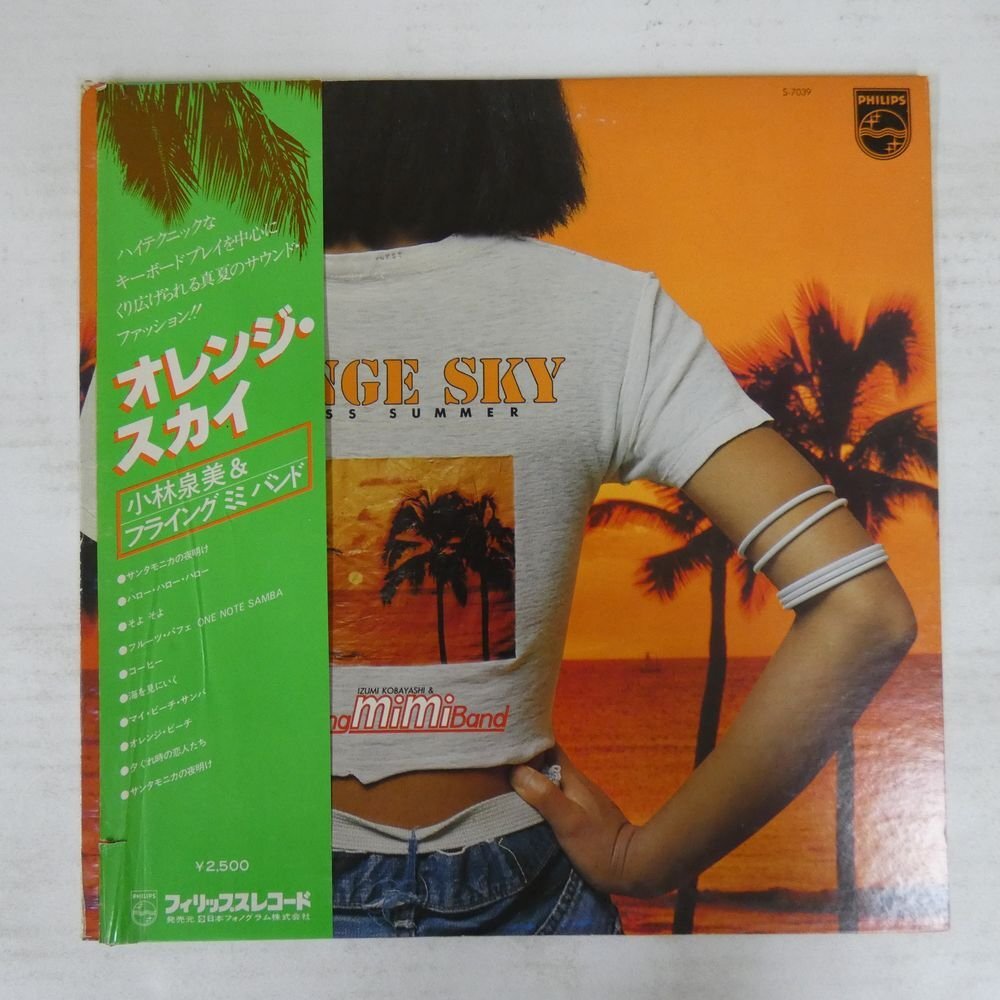 ハイテクニックな
キーボードプレイを中心に
くり広げられる真夏のサウンド・
ファッション!!
オレンジ・
スカイ
小林泉美&
フライング ミミ バンド
●サンタモニカの夜明け
●ハロー・ハロー・ハロー
●そよ そよ
●フルーツ・パフェ ONE NOTE SAMBA
●コーヒー
●海を見にいく
●マイ・ビーチ・サンバ
●オレンジ・ビーチ
●夕ぐれ時の恋人たち
●サンタモニカの夜明け
¥2,500
PHILIPS
フィリップスレコード
発売元 日本フォノグラム株式会社
S-7039
PHILIPS
NGE SKY
SS SUMMER
IZUMI KOBAYASHI &
ng mimi Band